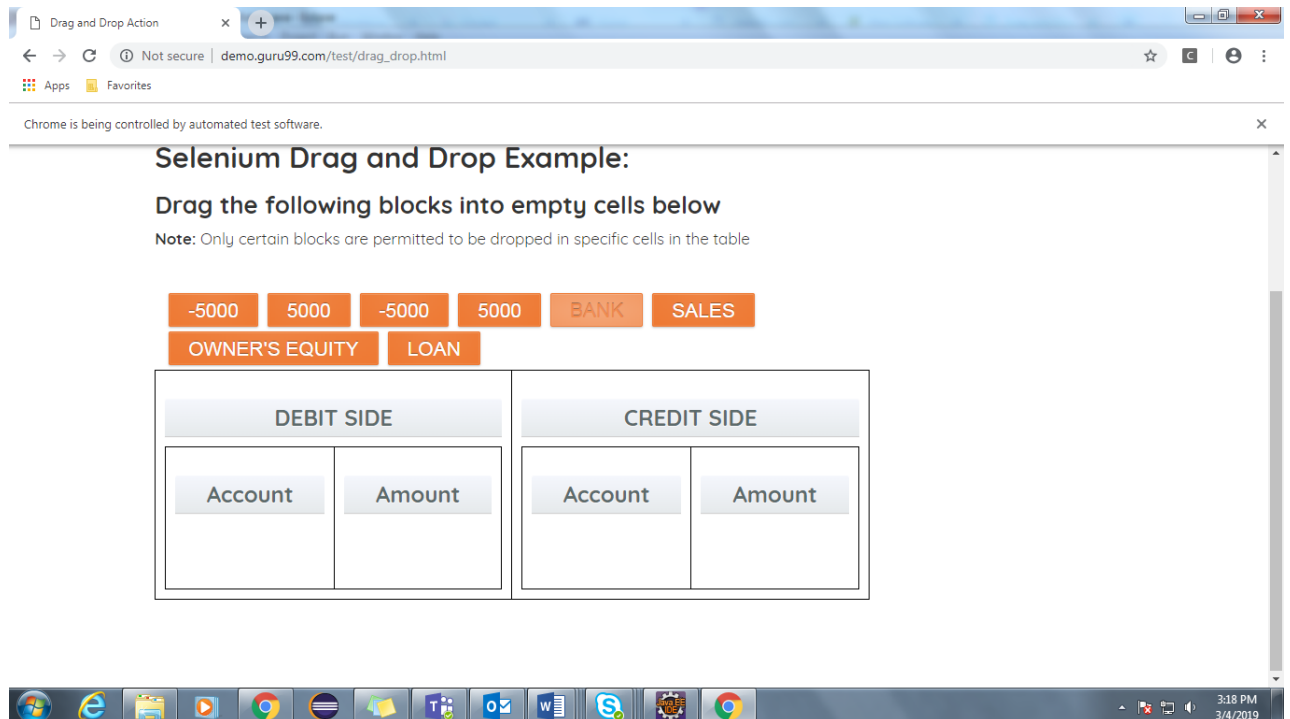 Drag and Drop Action
Not secure | demo.guru99.com/test/drag_drop.html
C
Apps Favorites
Chrome is being controlled by automated test software.
Selenium Drag and Drop Example:
Drag the following blocks into empty cells below
Note: Only certain blocks are permitted to be dropped in specific cells in the table
-5000 5000 -5000 5000 BANK SALES
OWNER'S EQUITY LOAN
DEBIT SIDE CREDIT SIDE
Account Amount Account Amount
Java EE
IDE
3:18 PM
3/4/2019